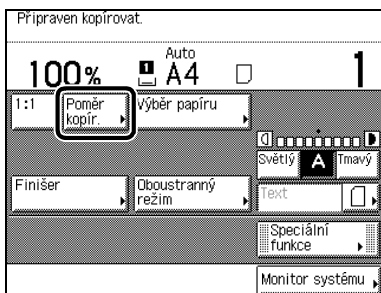 Připraven kopírovat.
Auto
100% 1 A4 1
1:1 Poměr kopír. Výběr papíru
Světlý A Tmavý
Finišer Oboustranný režim Text
Speciální funkce
Monitor systému